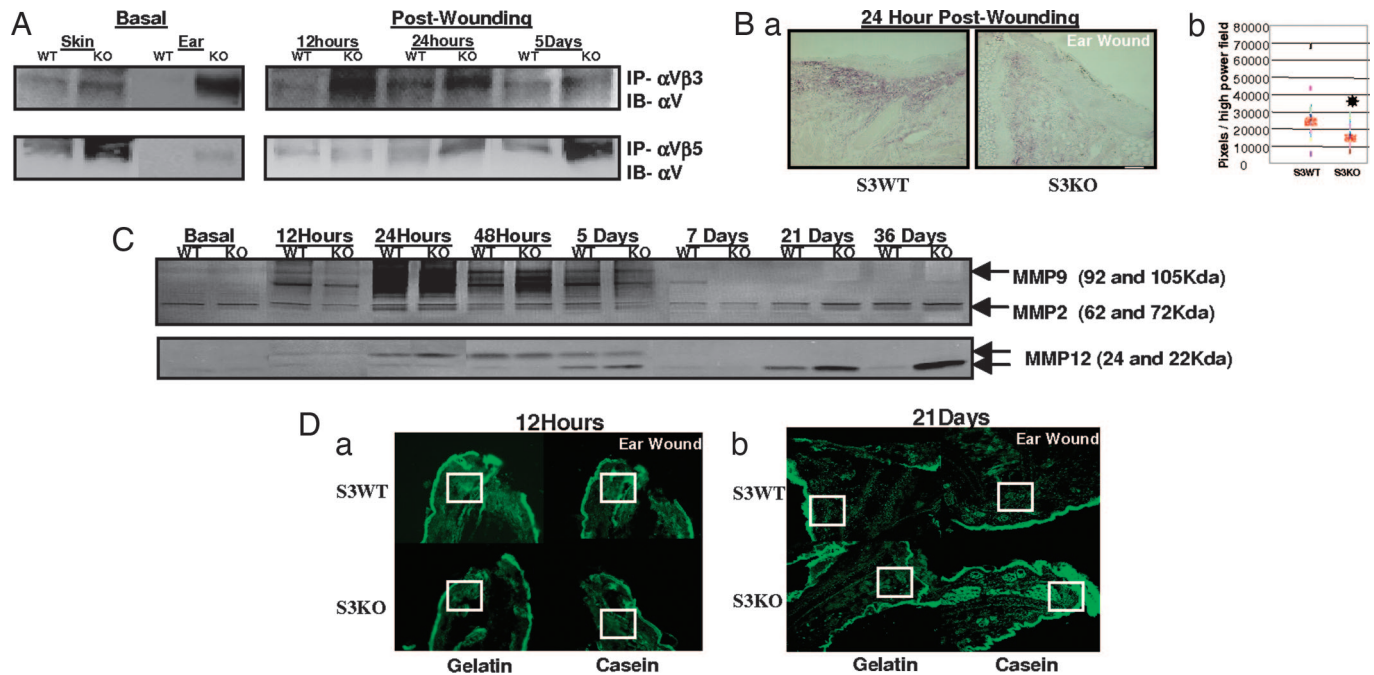 A
Basal
Post-Wounding
Skin
Ear
12hours
24hours
5Days
WT KO WT KO WT KO WT KO WT KO
IP- αVβ3
IB- αV
IP- αVβ5
IB- αV
B a
24 Hour Post-Wounding
Ear Wound
S3WT
S3KO
b
Pixels / high power field
80000
70000
60000
50000
40000
30000
20000
10000
0
S3WT
S3KO
C
Basal 12Hours 24Hours 48Hours 5 Days 7 Days 21 Days 36 Days
WT KO WT KO WT KO WT KO WT KO WT KO WT KO WT KO
MMP9 (92 and 105Kda)
MMP2 (62 and 72Kda)
MMP12 (24 and 22Kda)
D
12Hours
a
Ear Wound
S3WT
S3KO
Gelatin
Casein
21Days
b
Ear Wound
S3WT
S3KO
Gelatin
Casein